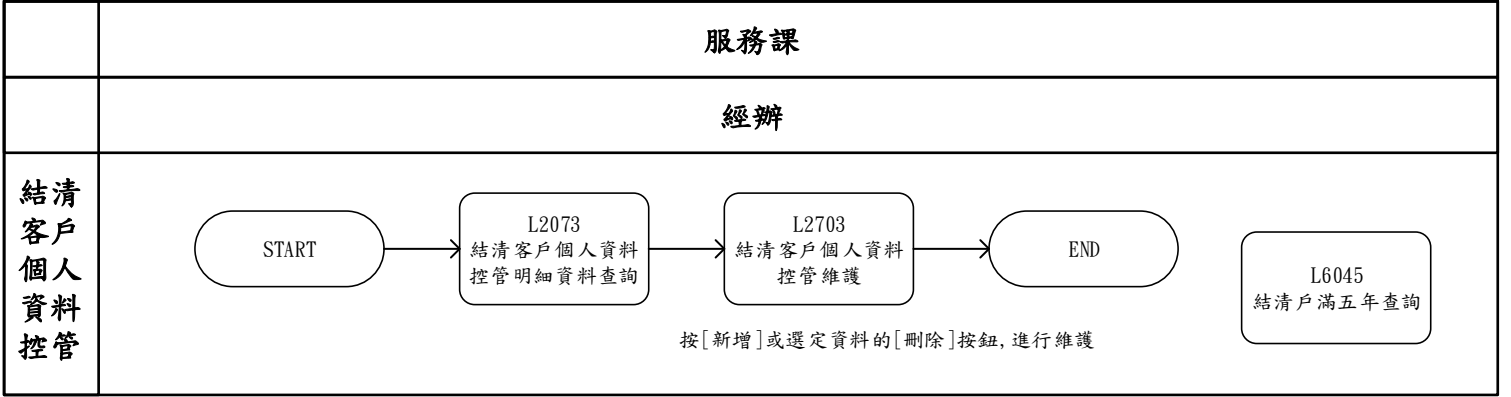 服務課
經辦
結清
客戶
個人
資料
控管
START
L2073
結清客戶個人資料
控管明細資料查詢
L2703
結清客戶個人資料
控管維護
END
L6045
結清戶滿五年查詢
按[新增]或選定資料的[刪除]按鈕,進行維護